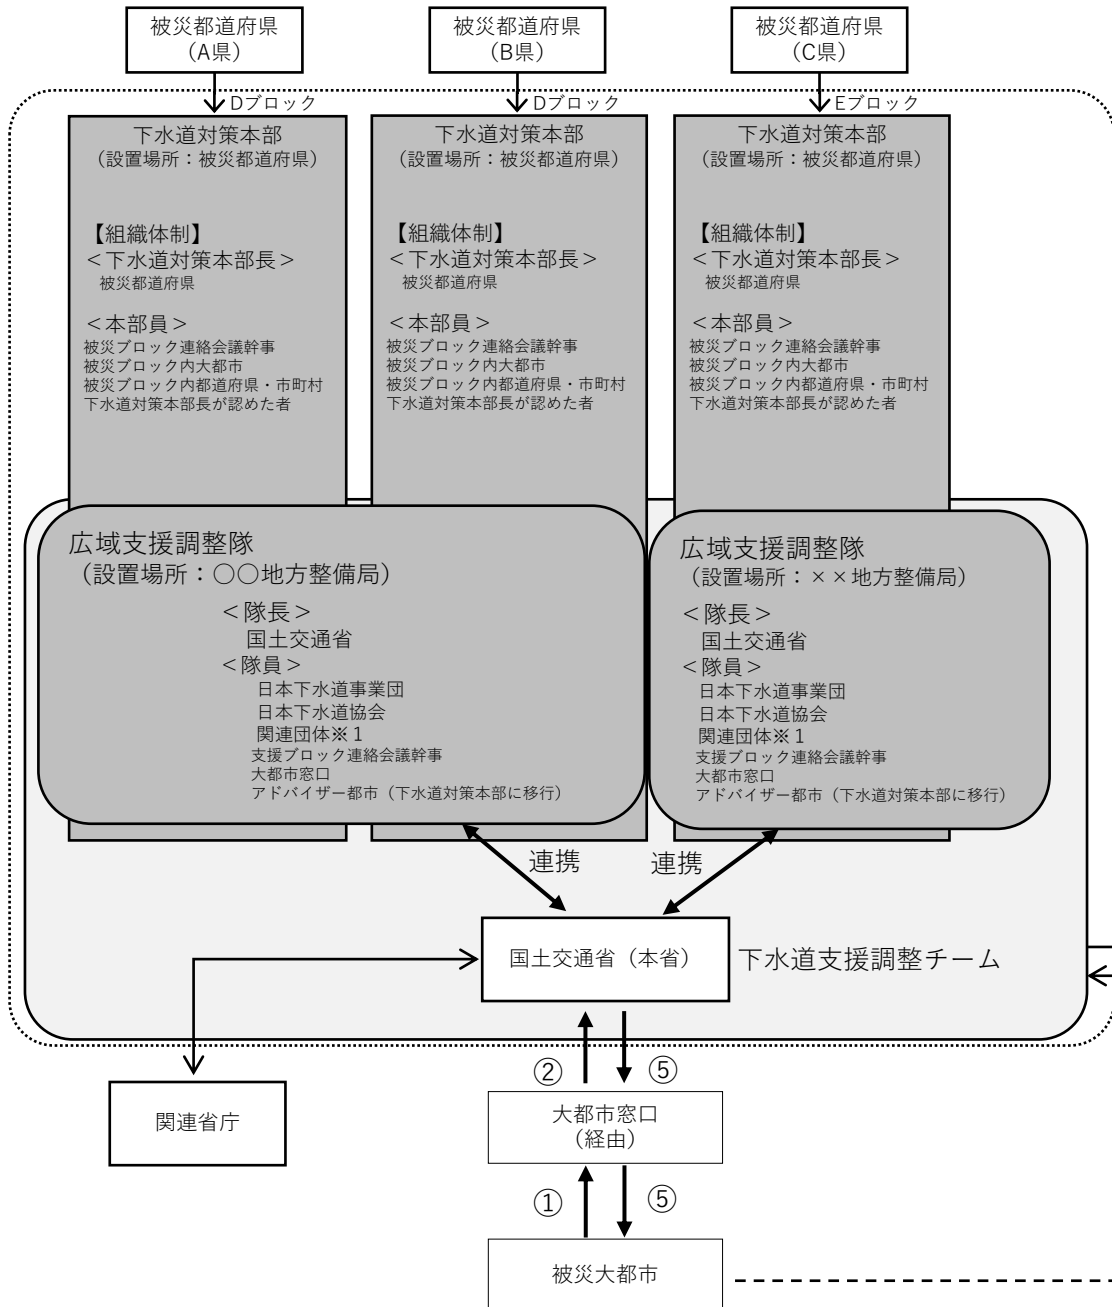 被災都道府県
（A県）
被災都道府県
（B県）
被災都道府県
（C県）
Dブロック
Dブロック
Eブロック
下水道対策本部
（設置場所：被災都道府県）
【組織体制】
＜下水道対策本部長＞
被災都道府県
＜本部員＞
被災ブロック連絡会議幹事
被災ブロック内大都市
被災ブロック内都道府県・市町村
下水道対策本部長が認めた者
下水道対策本部
（設置場所：被災都道府県）
【組織体制】
＜下水道対策本部長＞
被災都道府県
＜本部員＞
被災ブロック連絡会議幹事
被災ブロック内大都市
被災ブロック内都道府県・市町村
下水道対策本部長が認めた者
下水道対策本部
（設置場所：被災都道府県）
【組織体制】
＜下水道対策本部長＞
被災都道府県
＜本部員＞
被災ブロック連絡会議幹事
被災ブロック内大都市
被災ブロック内都道府県・市町村
下水道対策本部長が認めた者
広域支援調整隊
（設置場所：○○地方整備局）
＜隊長＞
国土交通省
＜隊員＞
日本下水道事業団
日本下水道協会
関連団体※１
支援ブロック連絡会議幹事
大都市窓口
アドバイザー都市（下水道対策本部に移行）
広域支援調整隊
（設置場所：××地方整備局）
＜隊長＞
国土交通省
＜隊員＞
日本下水道事業団
日本下水道協会
関連団体※１
支援ブロック連絡会議幹事
大都市窓口
アドバイザー都市（下水道対策本部に移行）
連携
連携
国土交通省（本省）
下水道支援調整チーム
②
⑤
関連省庁
大都市窓口
（経由）
①
⑤
被災大都市